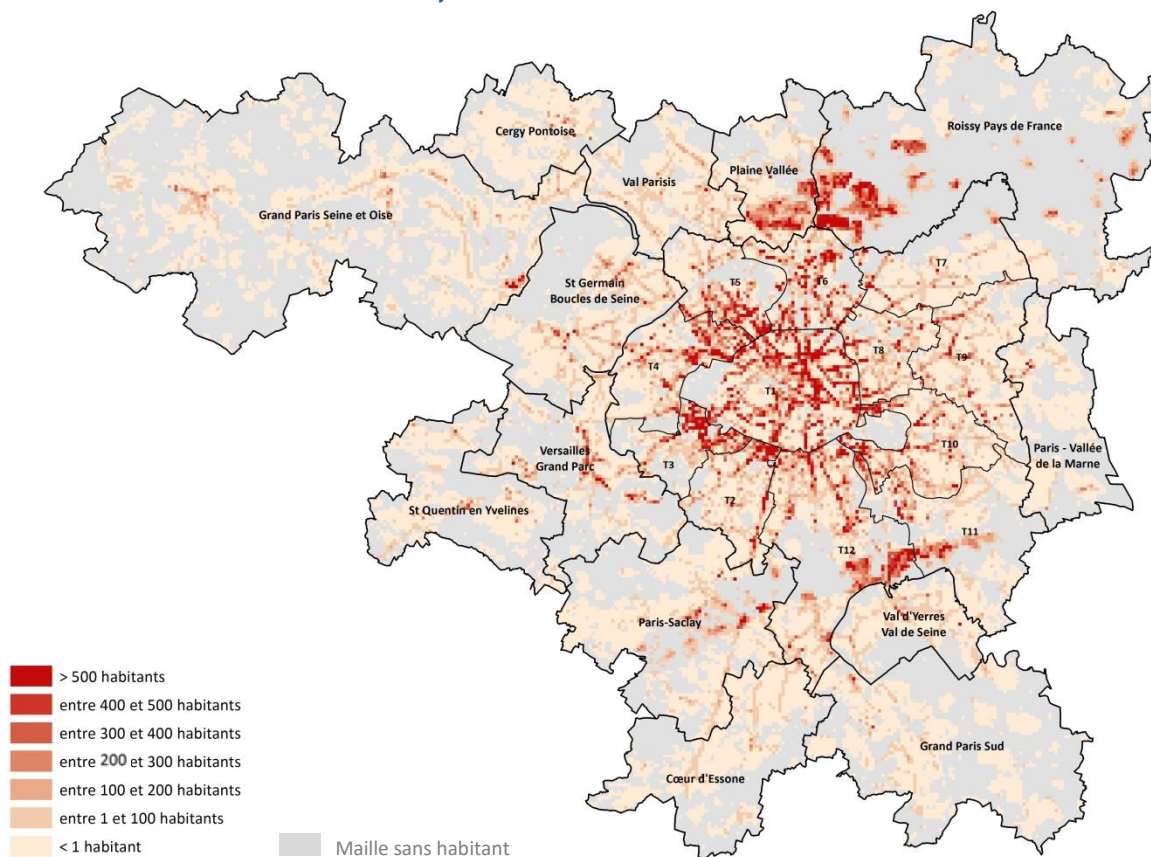 Cergy Pontoise
Roissy Pays de France
Plaine Vallée
Val Parisis
Grand Paris Seine et Oise
T7
St Germain
Boucles de Seine
T5
T6
T8
T9
T4
T1
T10
Versailles
Grand Parc
Paris - Vallée
de la Marne
T3
T2
St Quentin en Yvelines
T11
T12
Paris-Saclay
Val d'Yerres
Val de Seine
Grand Paris Sud
Cœur d'Essone
> 500 habitants
entre 400 et 500 habitants
entre 300 et 400 habitants
entre 200 et 300 habitants
entre 100 et 200 habitants
entre 1 et 100 habitants
< 1 habitant
Maille sans habitant